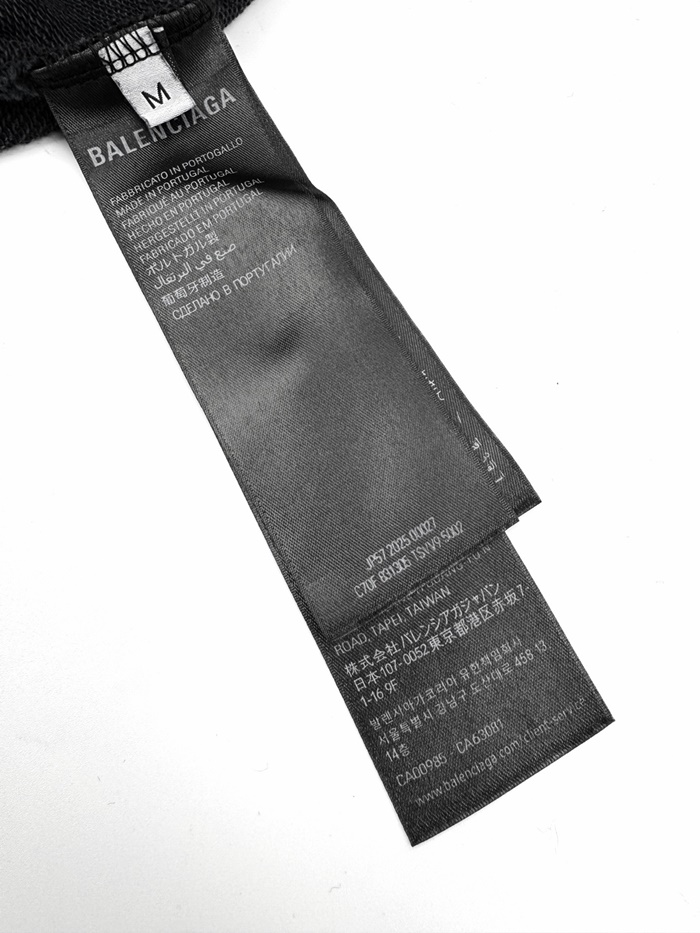 M
BALENCIAGA
FABBRICATO IN PORTOGALLO
MADE IN PORTUGAL
FABRIQUÉ AU PORTUGAL
HECHO EN PORTUGAL
HERGESTELLT IN PORTUGAL
FABRICADO EM PORTUGAL
ポルトガル製
صنع في البرتغال
葡萄牙制造
СДЕЛАНО В ПОРТУГАЛИИ
JP57.2025.00027
C70F 831305 TSVV9 5002
ROAD, TAPEI, TAIWAN
株式会社 バレンシアガジャパン
日本107-0052東京都港区赤坂7-
1-16 9F
발렌시아가코리아 유한책임회사
서울특별시 강남구 도산대로 458 13
14층
CA00985 - CA63081
www.balenciaga.com/client-service